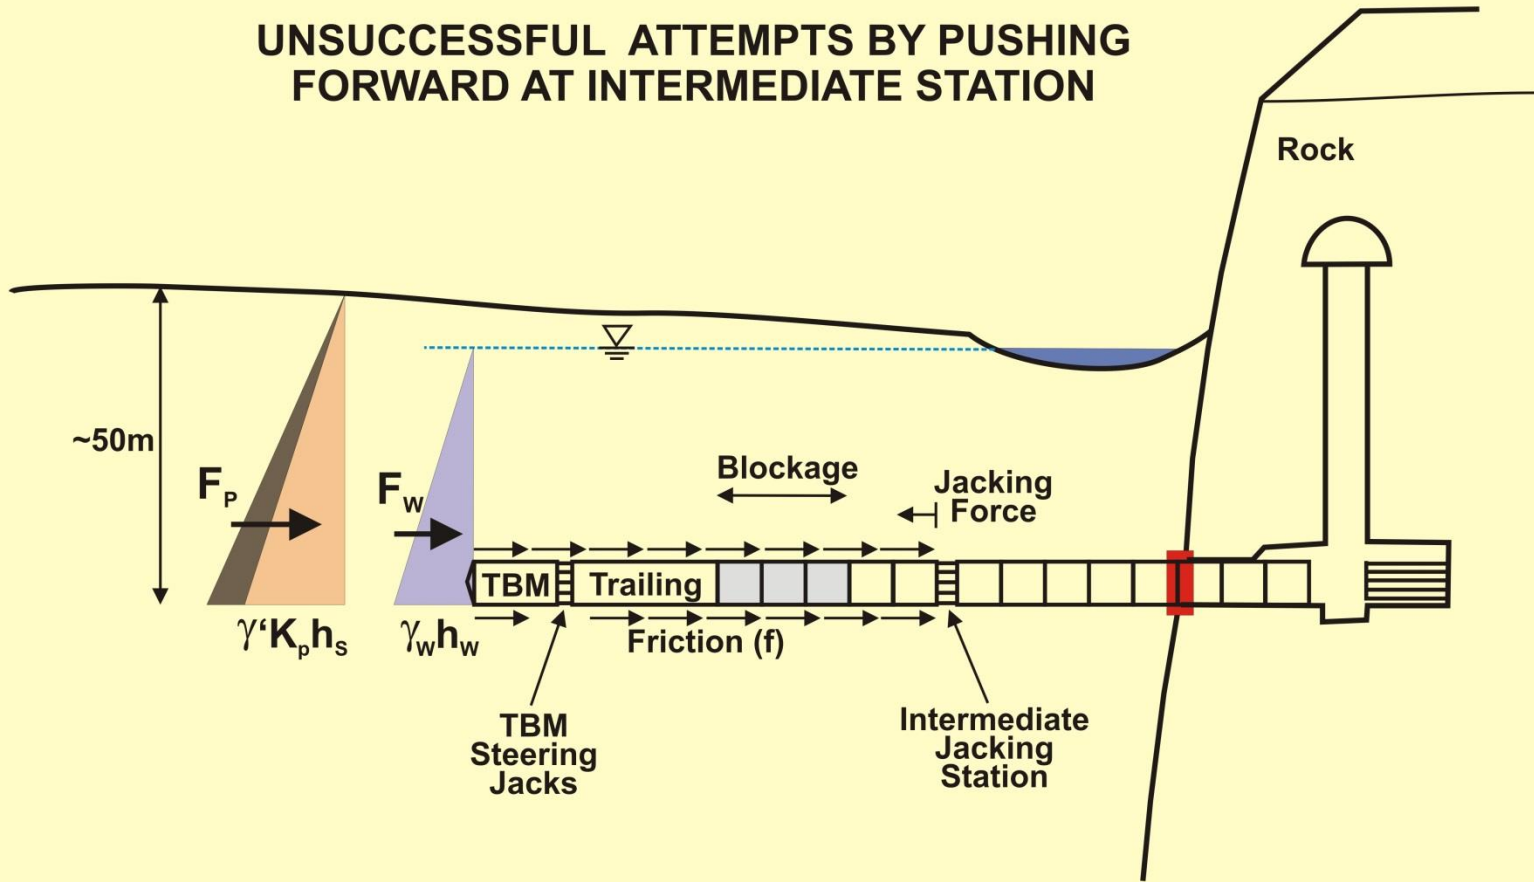 UNSUCCESSFUL ATTEMPTS BY PUSHING
FORWARD AT INTERMEDIATE STATION
Rock
~50m
Fₚ
F_W
Blockage
Jacking
Force
TBM
Trailing
γ‘KₚhS
γwhw
Friction (f)
TBM
Steering
Jacks
Intermediate
Jacking
Station